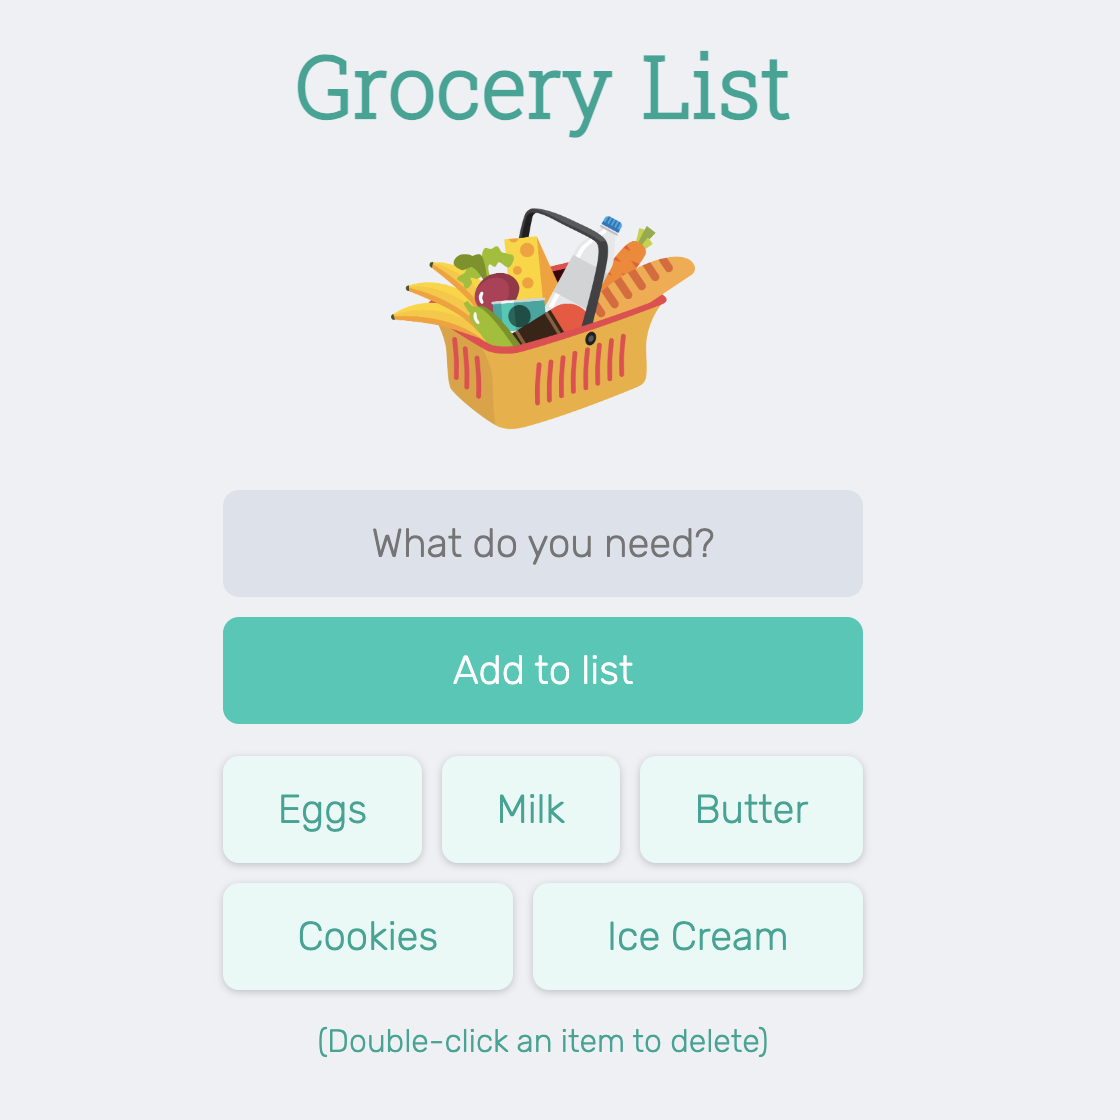 Grocery List
What do you need?
Add to list
Eggs Milk Butter
Cookies Ice Cream
(Double-click an item to delete)